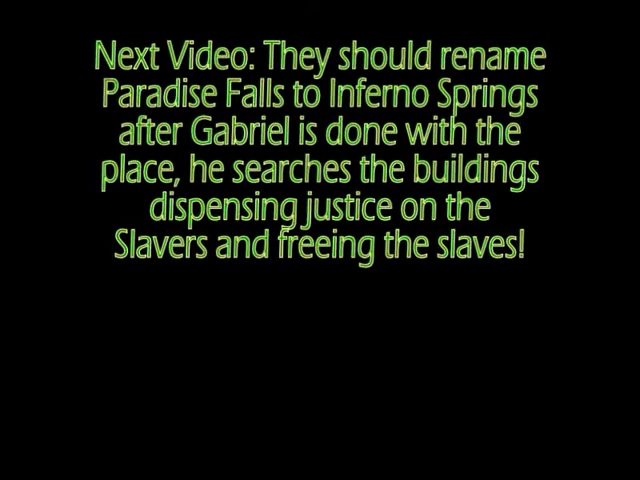 Next Video: They should rename
Paradise Falls to Inferno Springs
after Gabriel is done with the
place, he searches the buildings
dispensing justice on the
Slavers and freeing the slaves!